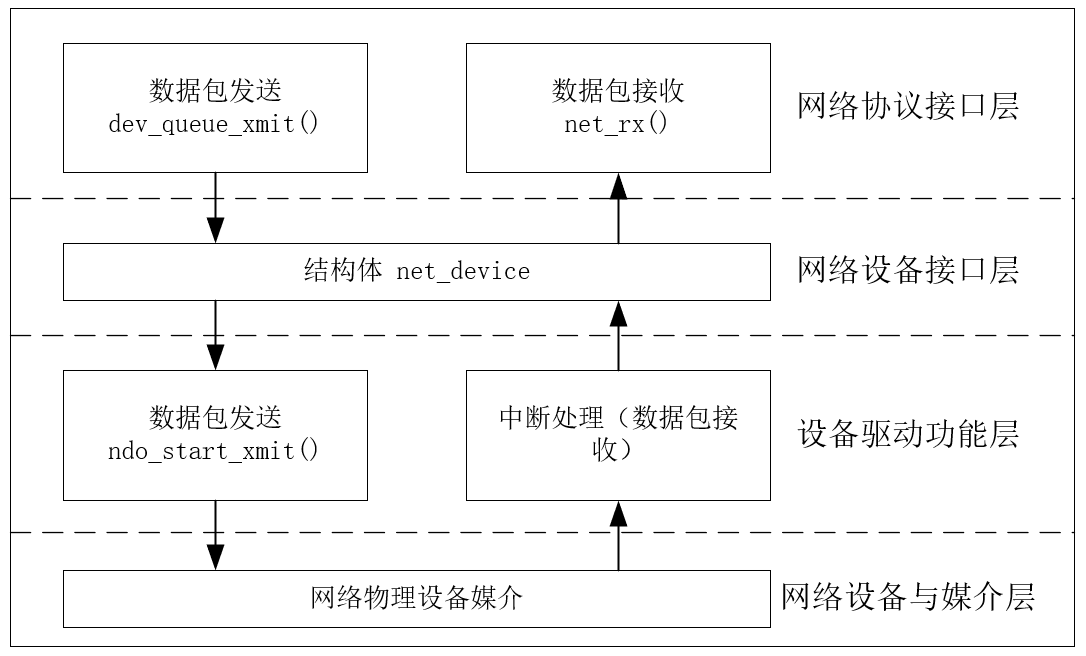 数据包发送
dev_queue_xmit()
数据包接收
net_rx()
网络协议接口层
结构体 net_device
网络设备接口层
数据包发送
ndo_start_xmit()
中断处理（数据包接
收）
设备驱动功能层
网络物理设备媒介
网络设备与媒介层